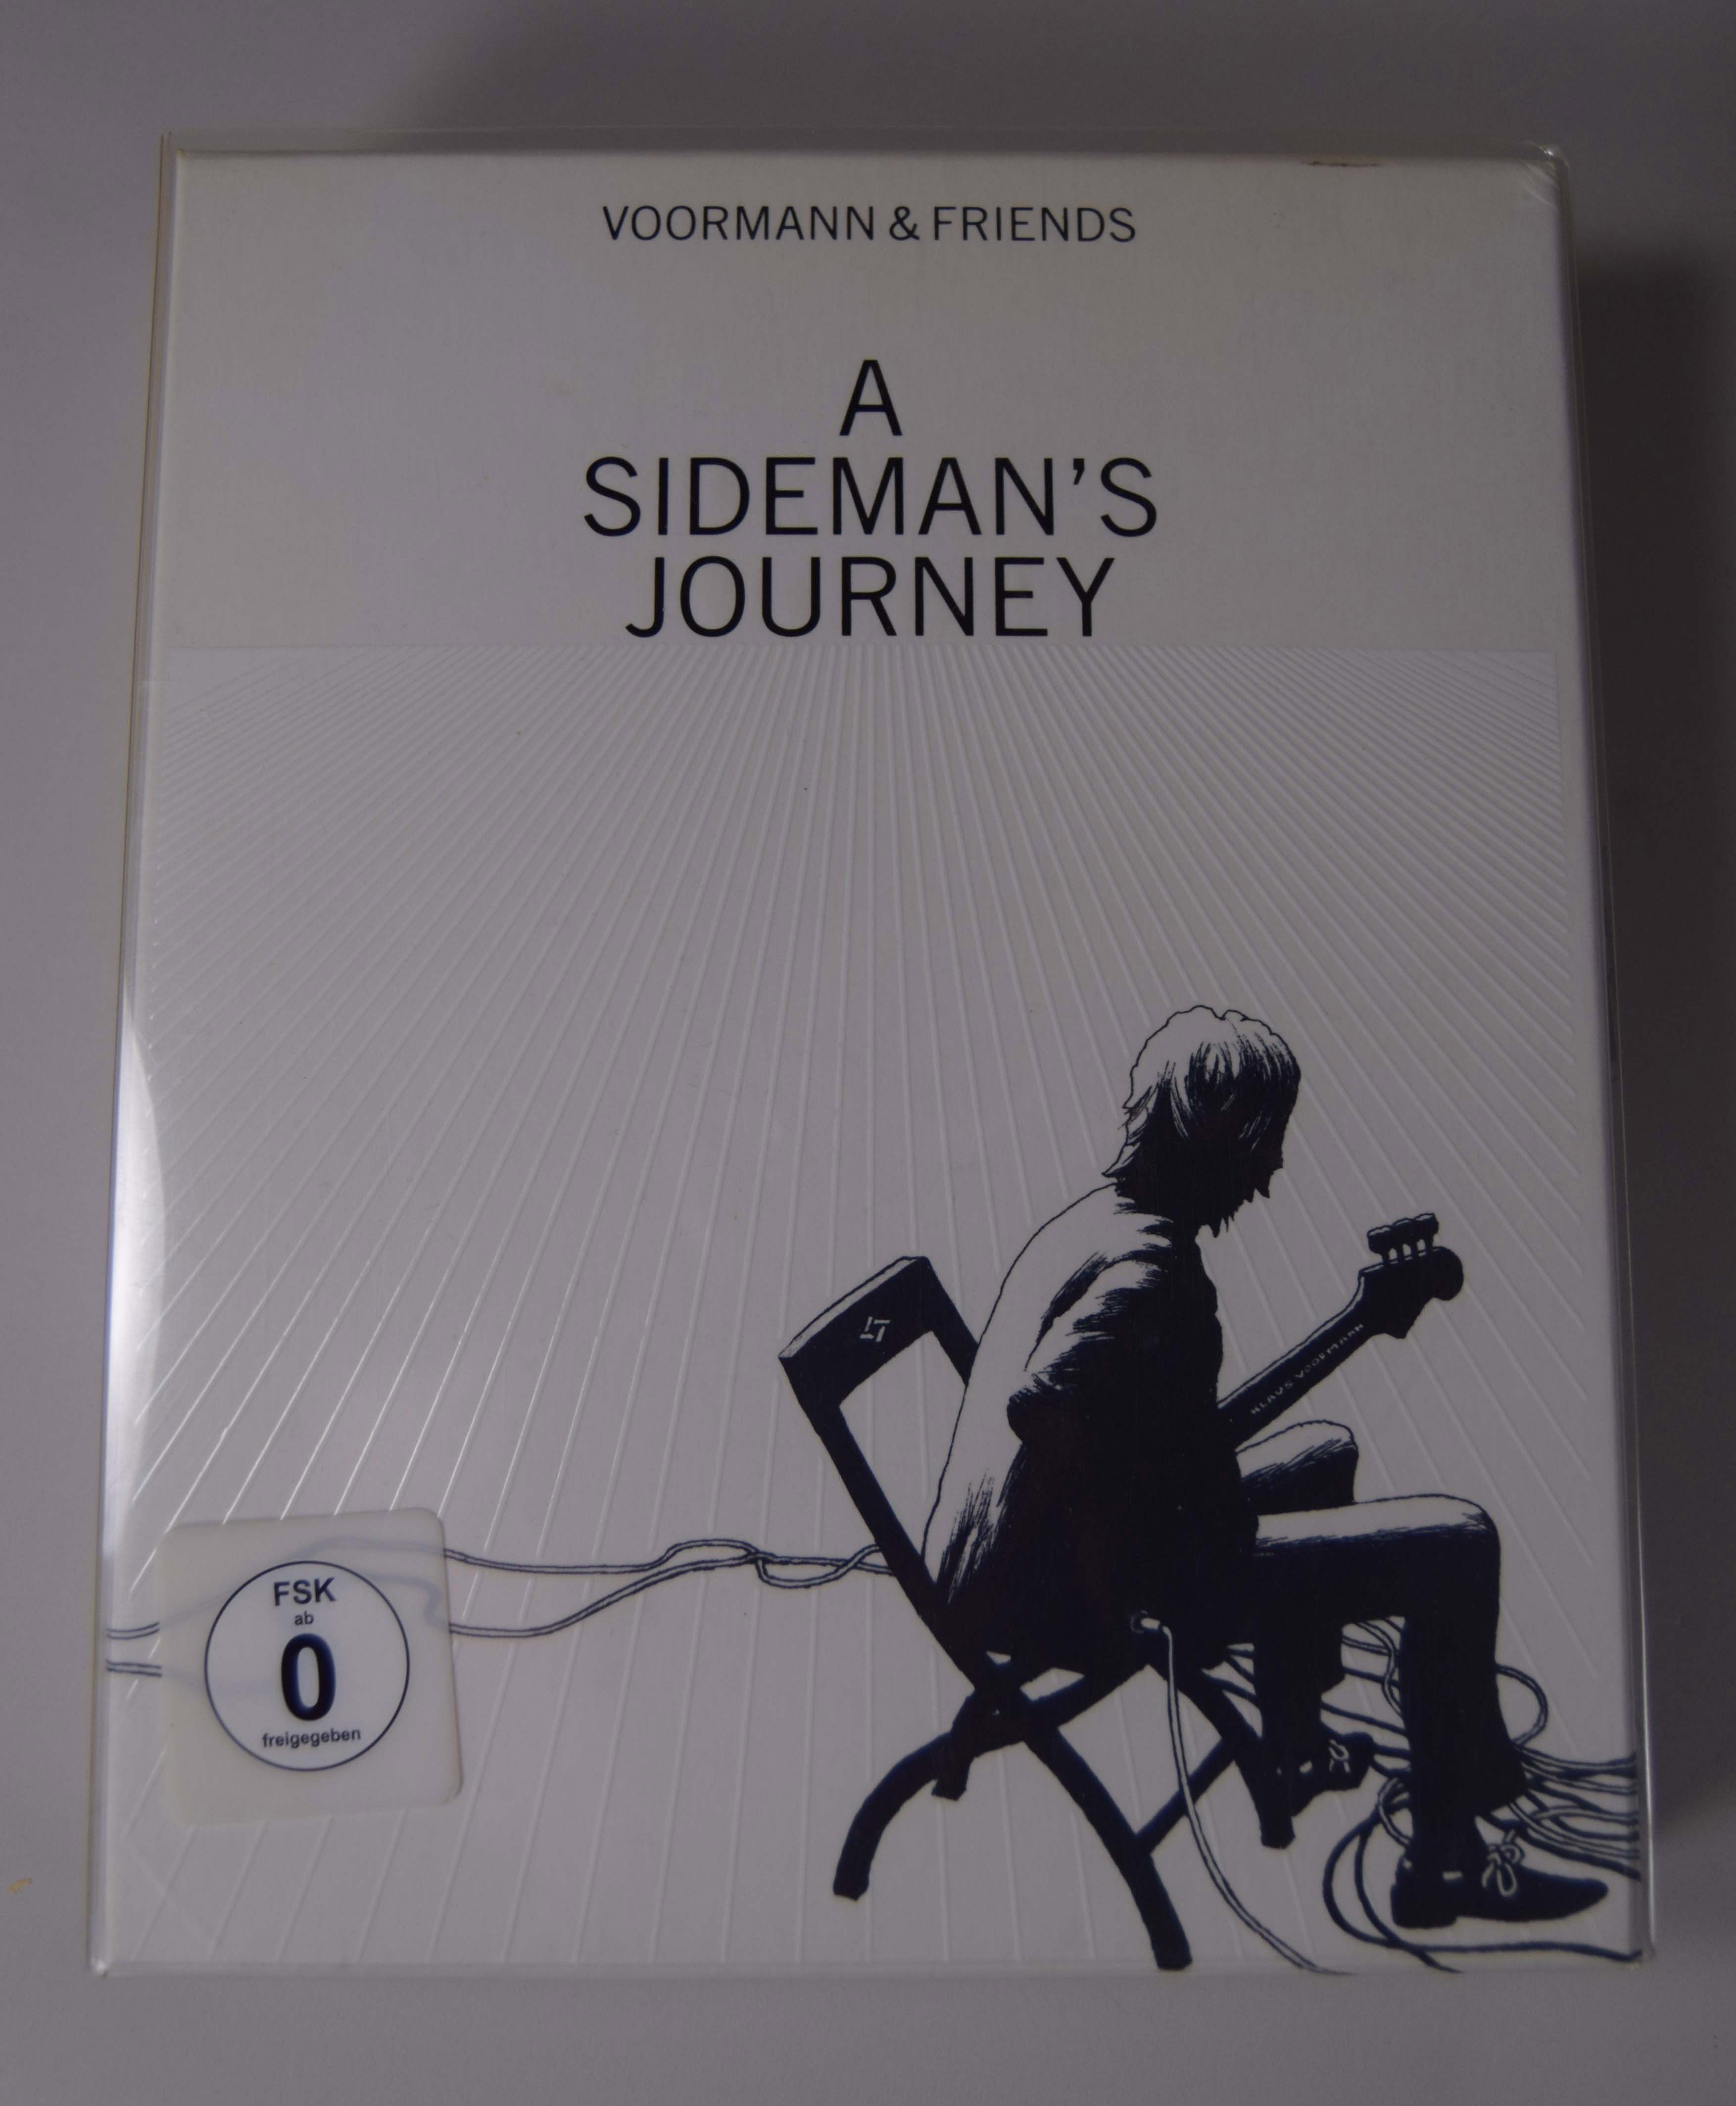 VOORMANN & FRIENDS
A
SIDEMAN'S
JOURNEY
KLAUS VOORMANN
FSK
ab
0
freigegeben